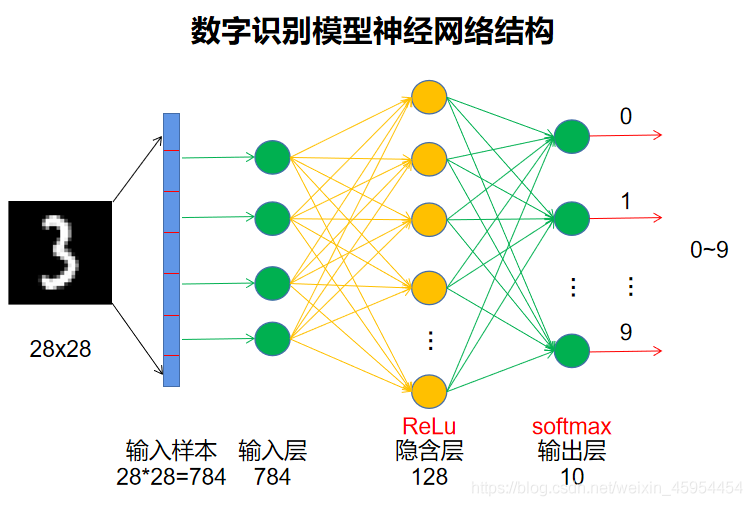 数字识别模型神经网络结构
0
1
0~9
⋮ ⋮
9
28x28
⋮
ReLu
softmax
输入样本 输入层 隐含层 输出层
28*28=784 784 128 10
https://blog.csdn.net/weixin_45954454